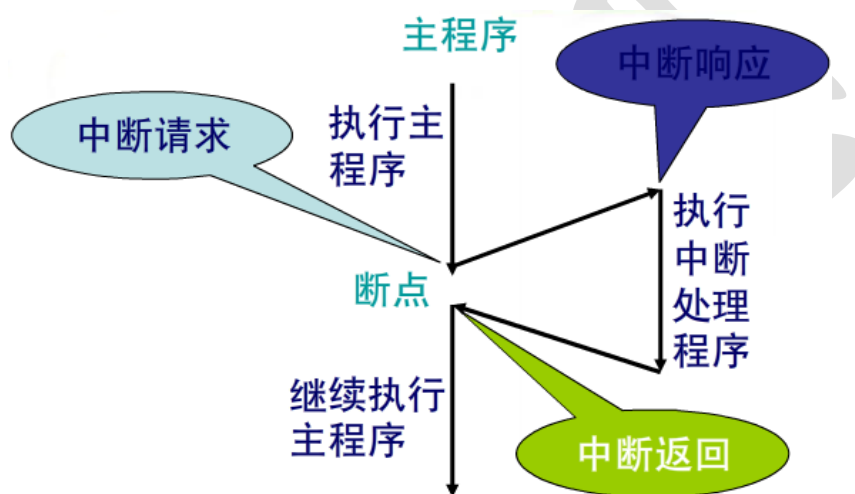 主程序
中断响应
中断请求
执行主
程序
执行
中断
处理
程序
断点
继续执行
主程序
中断返回